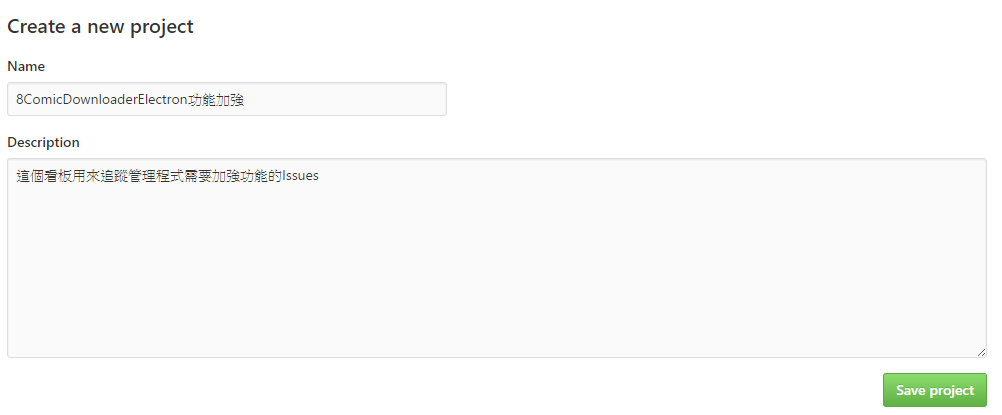 Create a new project
Name
8ComicDownloaderElectron功能加強
Description
這個看板用來追蹤管理程式需要加強功能的Issues
Save project